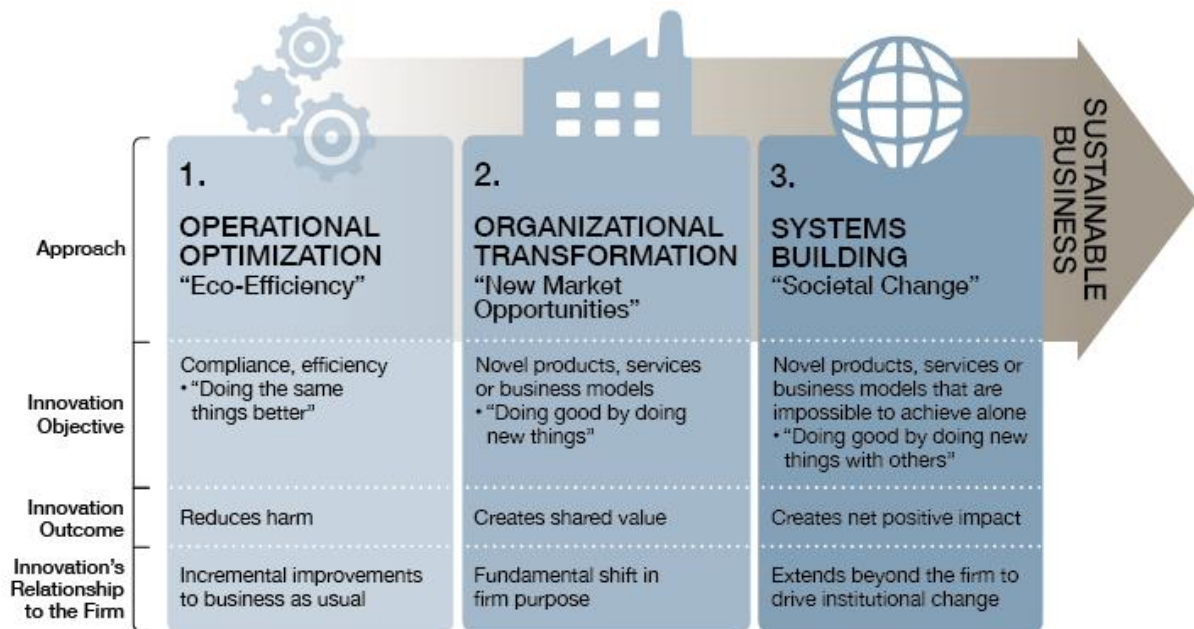 SUSTAINABLE
BUSINESS
Approach
1.
OPERATIONAL
OPTIMIZATION
“Eco-Efficiency”
2.
ORGANIZATIONAL
TRANSFORMATION
“New Market
Opportunities”
3.
SYSTEMS
BUILDING
“Societal Change”
Innovation
Objective
Compliance, efficiency
• “Doing the same
things better”
Novel products, services
or business models
• “Doing good by doing
new things”
Novel products, services or
business models that are
impossible to achieve alone
• “Doing good by doing new
things with others”
Innovation
Outcome
Reduces harm
Creates shared value
Creates net positive impact
Innovation’s
Relationship
to the Firm
Incremental improvements
to business as usual
Fundamental shift in
firm purpose
Extends beyond the firm to
drive institutional change